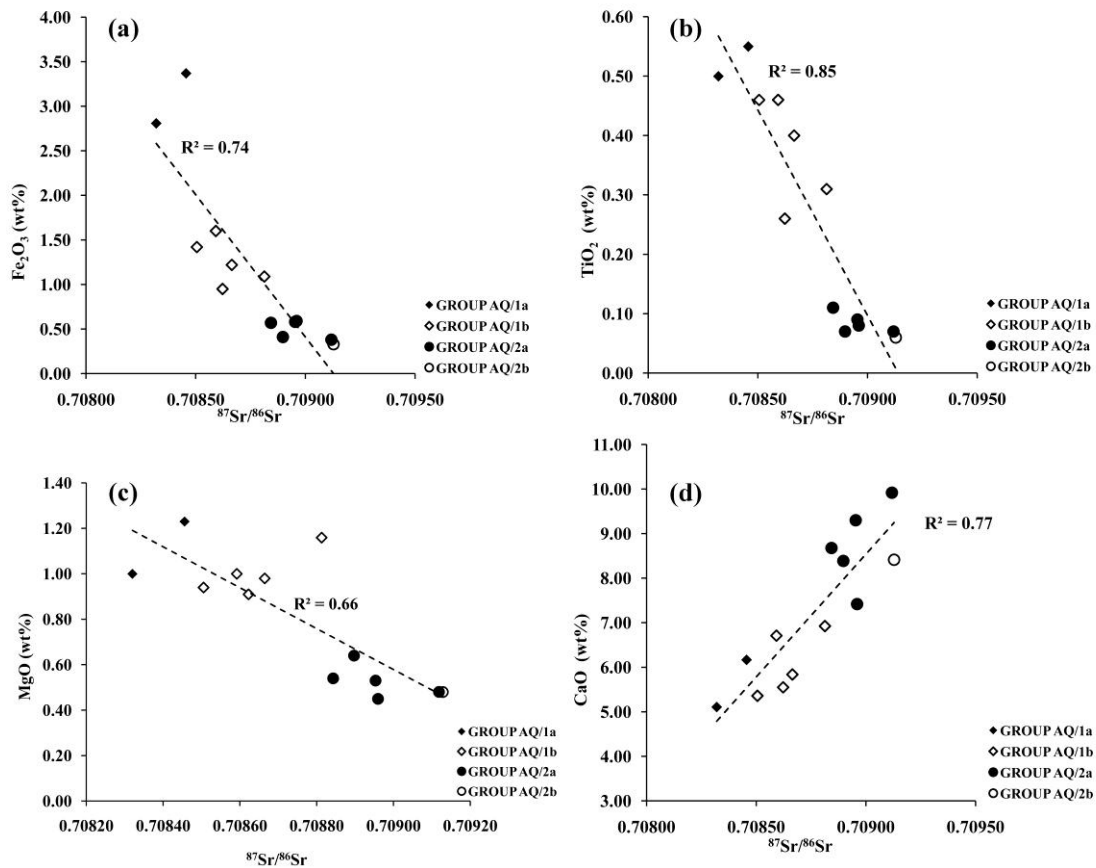 (a)
4.00
3.50
3.00
2.50
2.00
1.50
1.00
0.50
0.00
Fe₂O₃ (wt%)
R² = 0.74
0.70800 0.70850 0.70900 0.70950
⁸⁷Sr/⁸⁶Sr
GROUP AQ/1a
GROUP AQ/1b
GROUP AQ/2a
GROUP AQ/2b
(b)
0.60
0.50
0.40
0.30
0.20
0.10
0.00
TiO₂ (wt%)
R² = 0.85
0.70800 0.70850 0.70900 0.70950
⁸⁷Sr/⁸⁶Sr
GROUP AQ/1a
GROUP AQ/1b
GROUP AQ/2a
GROUP AQ/2b
(c)
1.40
1.20
1.00
0.80
0.60
0.40
0.20
0.00
MgO (wt%)
R² = 0.66
0.70820 0.70840 0.70860 0.70880 0.70900 0.70920
⁸⁷Sr/⁸⁶Sr
GROUP AQ/1a
GROUP AQ/1b
GROUP AQ/2a
GROUP AQ/2b
(d)
11.00
10.00
9.00
8.00
7.00
6.00
5.00
4.00
3.00
CaO (wt%)
R² = 0.77
0.70800 0.70850 0.70900 0.70950
⁸⁷Sr/⁸⁶Sr
GROUP AQ/1a
GROUP AQ/1b
GROUP AQ/2a
GROUP AQ/2b